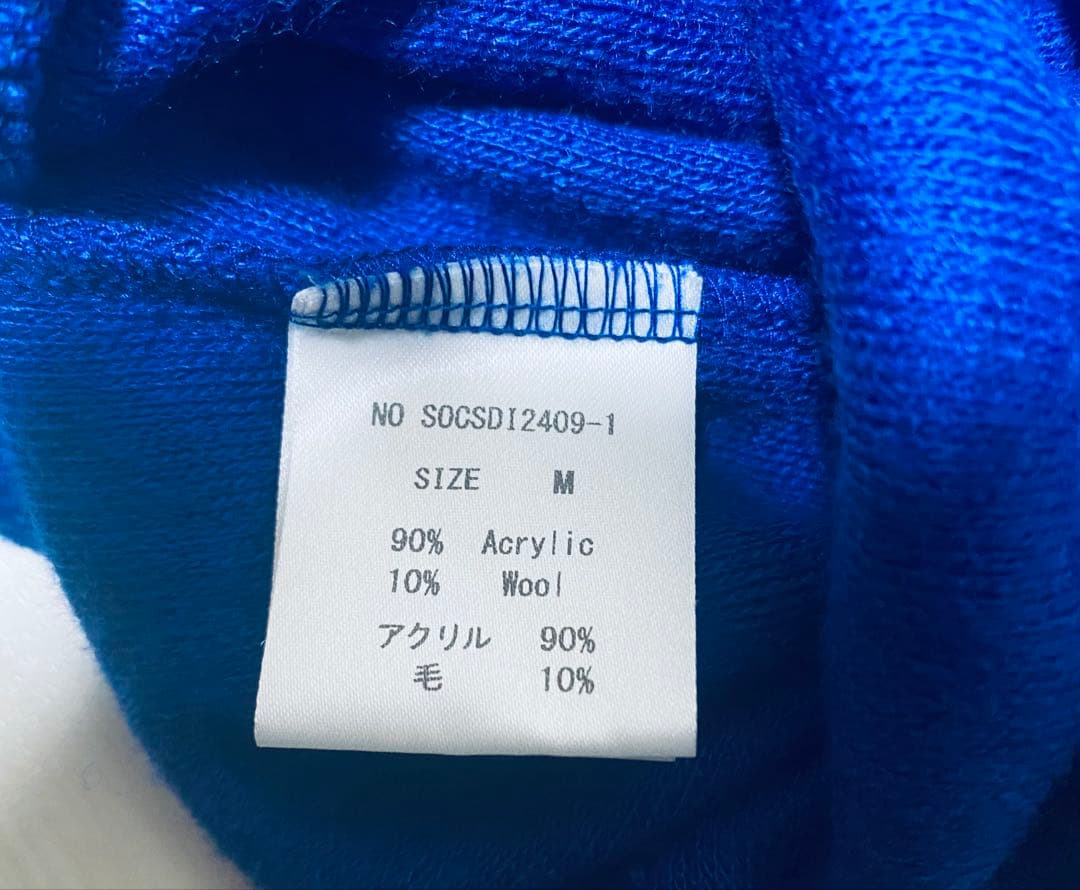 NO SOCSDI2409-1
SIZE M
90% Acrylic
10% Wool
アクリル 90%
毛 10%